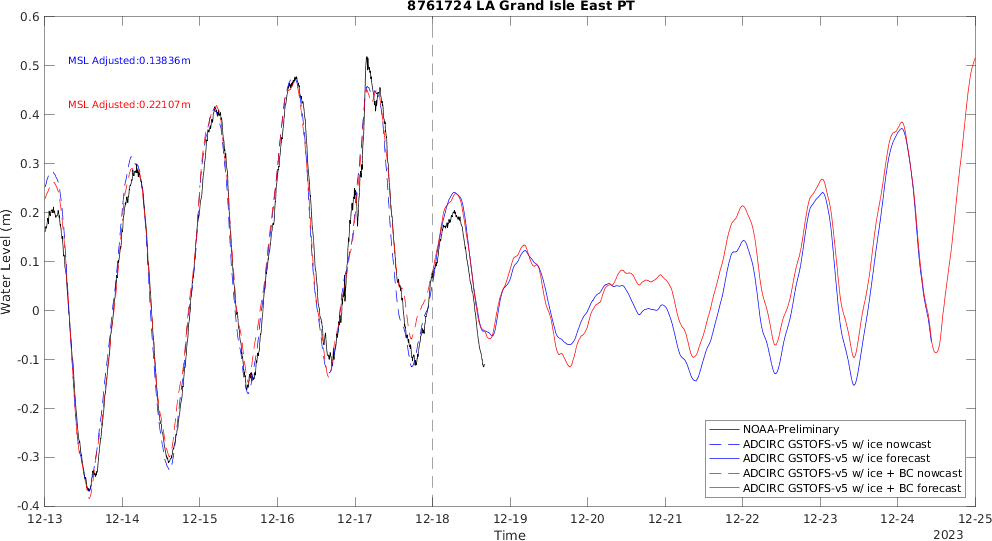 8761724 LA Grand Isle East PT
MSL Adjusted:0.13836m
MSL Adjusted:0.22107m
Water Level (m)
0.6
0.5
0.4
0.3
0.2
0.1
0
-0.1
-0.2
-0.3
-0.4
NOAA-Preliminary
ADCIRC GSTOFS-v5 w/ ice nowcast
ADCIRC GSTOFS-v5 w/ ice forecast
ADCIRC GSTOFS-v5 w/ice + BC nowcast
ADCIRC GSTOFS-v5 w/ice + BC forecast
12-13 12-14 12-15 12-16 12-17 12-18 12-19 12-20 12-21 12-22 12-23 12-24 12-25
Time
2023